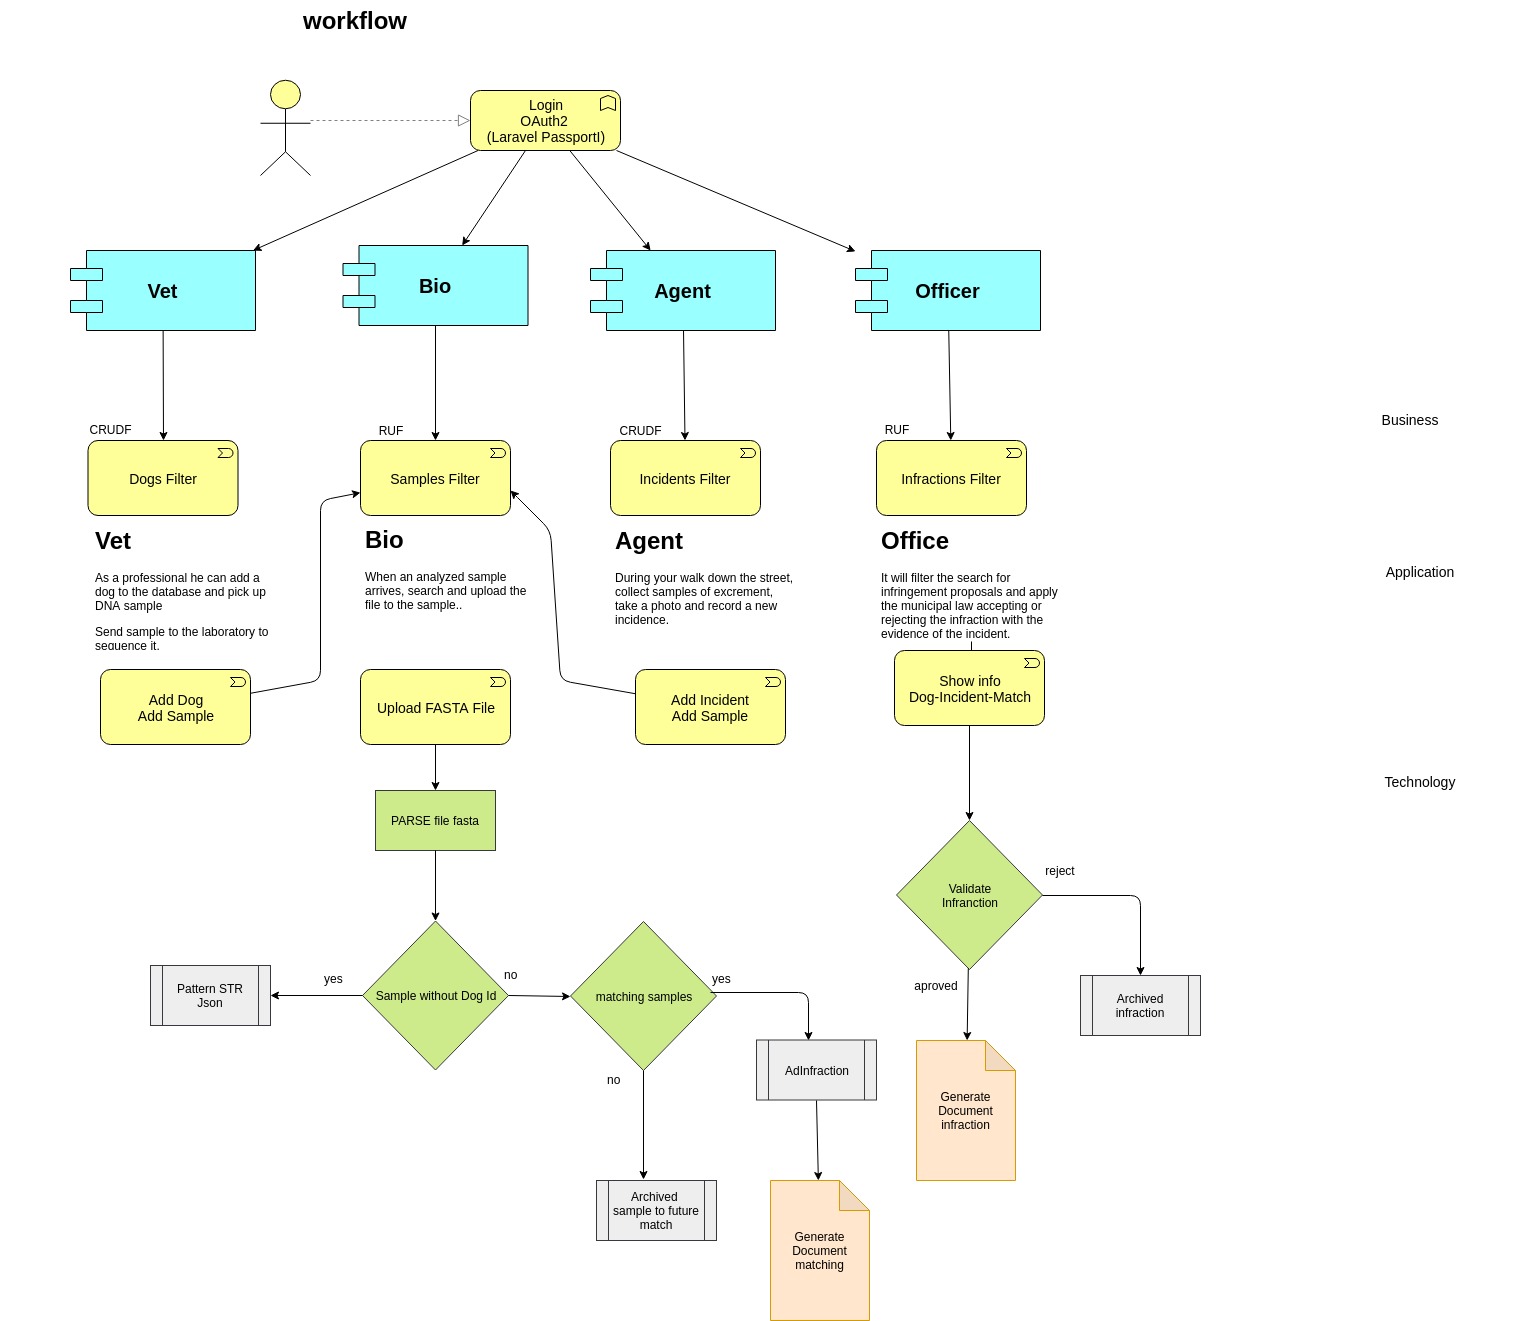 workflow
Login
OAuth2
(Laravel PassportI)
Vet
Bio
Agent
Officer
CRUDF
RUF
CRUDF
RUF
Business
Dogs Filter
Samples Filter
Incidents Filter
Infractions Filter
Vet
As a professional he can add a
dog to the database and pick up
DNA sample
Send sample to the laboratory to
sequence it.
Bio
When an analyzed sample
arrives, search and upload the
file to the sample..
Agent
During your walk down the street,
collect samples of excrement,
take a photo and record a new
incidence.
Office
It will filter the search for
infringement proposals and apply
the municipal law accepting or
rejecting the infraction with the
evidence of the incident.
Application
Add Dog
Add Sample
Upload FASTA File
Add Incident
Add Sample
Show info
Dog-Incident-Match
Technology
PARSE file fasta
Validate
Infranction
reject
aproved
Archived
infraction
Generate
Document
infraction
Sample without Dog Id
yes
no
Pattern STR
Json
matching samples
yes
no
AdInfraction
Archived
sample to future
match
Generate
Document
matching